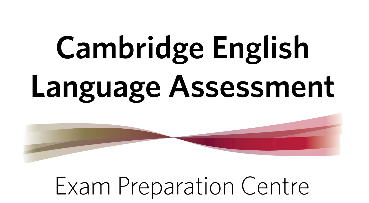 Cambridge English
Language Assessment
Exam Preparation Centre